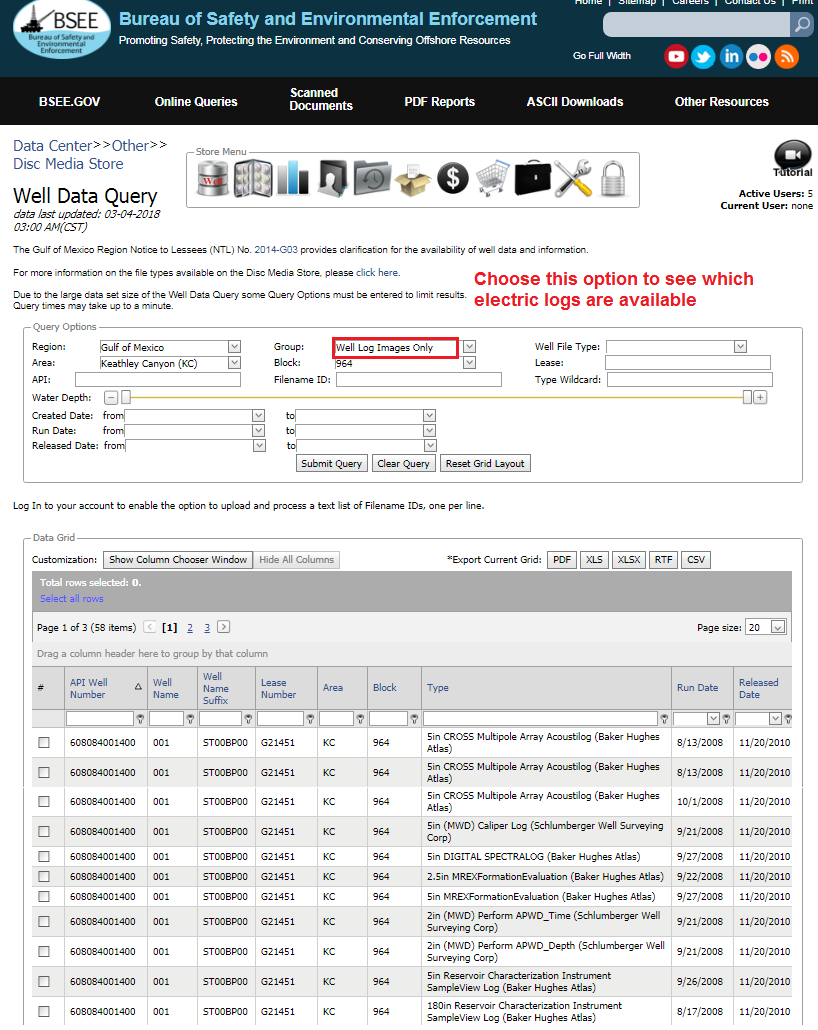 Home | Sitemap | Careers | Contact Us | Print
BSEE
Bureau of Safety and
Environmental
Enforcement
Bureau of Safety and Environmental Enforcement
Promoting Safety, Protecting the Environment and Conserving Offshore Resources
Go Full Width
BSEE.GOV
Online Queries
Scanned
Documents
PDF Reports
ASCII Downloads
Other Resources
Data Center>>Other>>
Disc Media Store
Store Menu
Well
Tutorial
Well Data Query
data last updated: 03-04-2018
03:00 AM(CST)
Active Users: 5
Current User: none
The Gulf of Mexico Region Notice to Lessees (NTL) No. 2014-G03 provides clarification for the availability of well data and information.
For more information on the file types available on the Disc Media Store, please click here.
Due to the large data set size of the Well Data Query some Query Options must be entered to limit results.
Query times may take up to a minute.
Choose this option to see which
electric logs are available
Query Options
Region: Gulf of Mexico Group: Well Log Images Only Well File Type:
Area: Keathley Canyon (KC) Block: 964 Lease:
API: Filename ID: Type Wildcard:
Water Depth: − +
Created Date: from to
Run Date: from to
Released Date: from to
Submit Query Clear Query Reset Grid Layout
Log In to your account to enable the option to upload and process a text list of Filename IDs, one per line.
Data Grid
Customization: Show Column Chooser Window Hide All Columns *Export Current Grid: PDF XLS XLSX RTF CSV
Total rows selected: 0.
Select all rows
Page 1 of 3 (58 items) < [1] 2 3 > Page size: 20
Drag a column header here to group by that column
# API Well Number Well Name Well Name Suffix Lease Number Area Block Type Run Date Released Date
608084001400 001 ST00BP00 G21451 KC 964 5in CROSS Multipole Array Acoustilog (Baker Hughes Atlas) 8/13/2008 11/20/2010
608084001400 001 ST00BP00 G21451 KC 964 5in CROSS Multipole Array Acoustilog (Baker Hughes Atlas) 8/13/2008 11/20/2010
608084001400 001 ST00BP00 G21451 KC 964 5in CROSS Multipole Array Acoustilog (Baker Hughes Atlas) 10/1/2008 11/20/2010
608084001400 001 ST00BP00 G21451 KC 964 5in (MWD) Caliper Log (Schlumberger Well Surveying Corp) 9/21/2008 11/20/2010
608084001400 001 ST00BP00 G21451 KC 964 5in DIGITAL SPECTRALOG (Baker Hughes Atlas) 9/27/2008 11/20/2010
608084001400 001 ST00BP00 G21451 KC 964 2.5in MREXFormationEvaluation (Baker Hughes Atlas) 9/22/2008 11/20/2010
608084001400 001 ST00BP00 G21451 KC 964 5in MREXFormationEvaluation (Baker Hughes Atlas) 9/27/2008 11/20/2010
608084001400 001 ST00BP00 G21451 KC 964 2in (MWD) Perform APWD_Time (Schlumberger Well Surveying Corp) 9/21/2008 11/20/2010
608084001400 001 ST00BP00 G21451 KC 964 2in (MWD) Perform APWD_Depth (Schlumberger Well Surveying Corp) 9/21/2008 11/20/2010
608084001400 001 ST00BP00 G21451 KC 964 5in Reservoir Characterization Instrument SampleView Log (Baker Hughes Atlas) 9/26/2008 11/20/2010
608084001400 001 ST00BP00 G21451 KC 964 180in Reservoir Characterization Instrument SampleView Log (Baker Hughes Atlas) 8/17/2008 11/20/2010